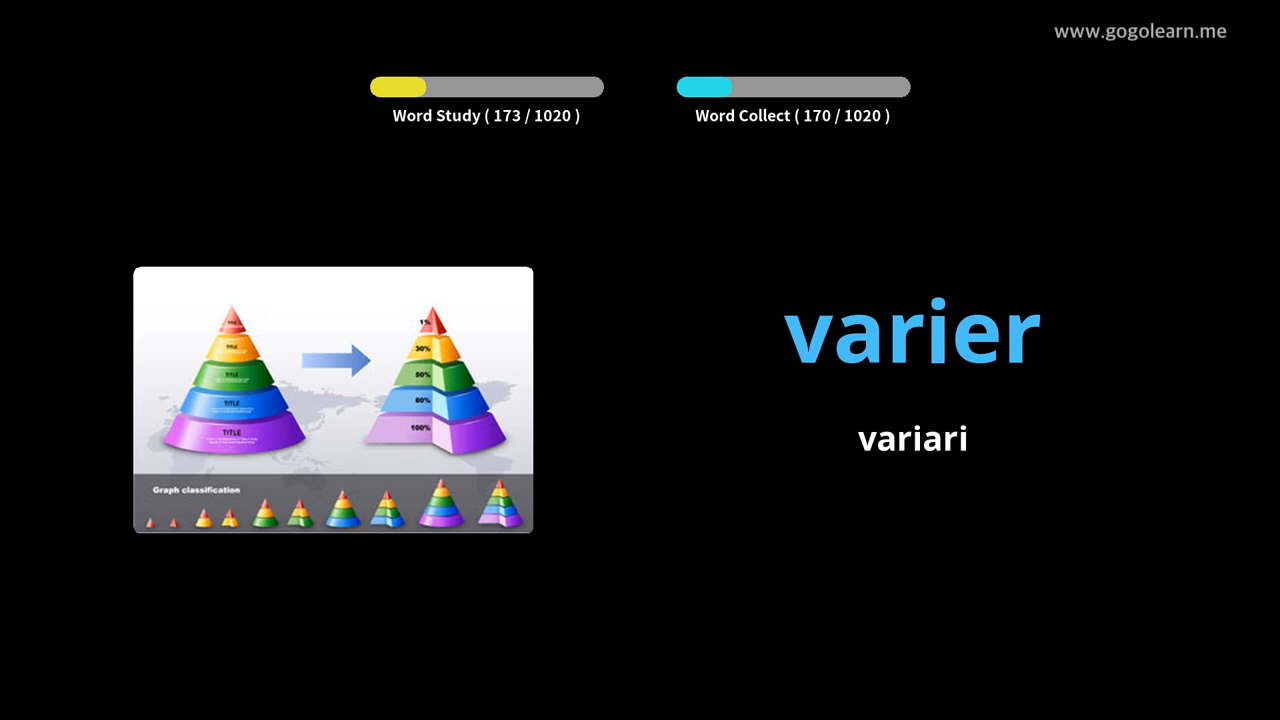 www.gogolearn.me
Word Study ( 173 / 1020 )
Word Collect ( 170 / 1020 )
varier
variari
TITLE
TITLE
TITLE
TITLE
1%
30%
50%
80%
100%
Graph classification